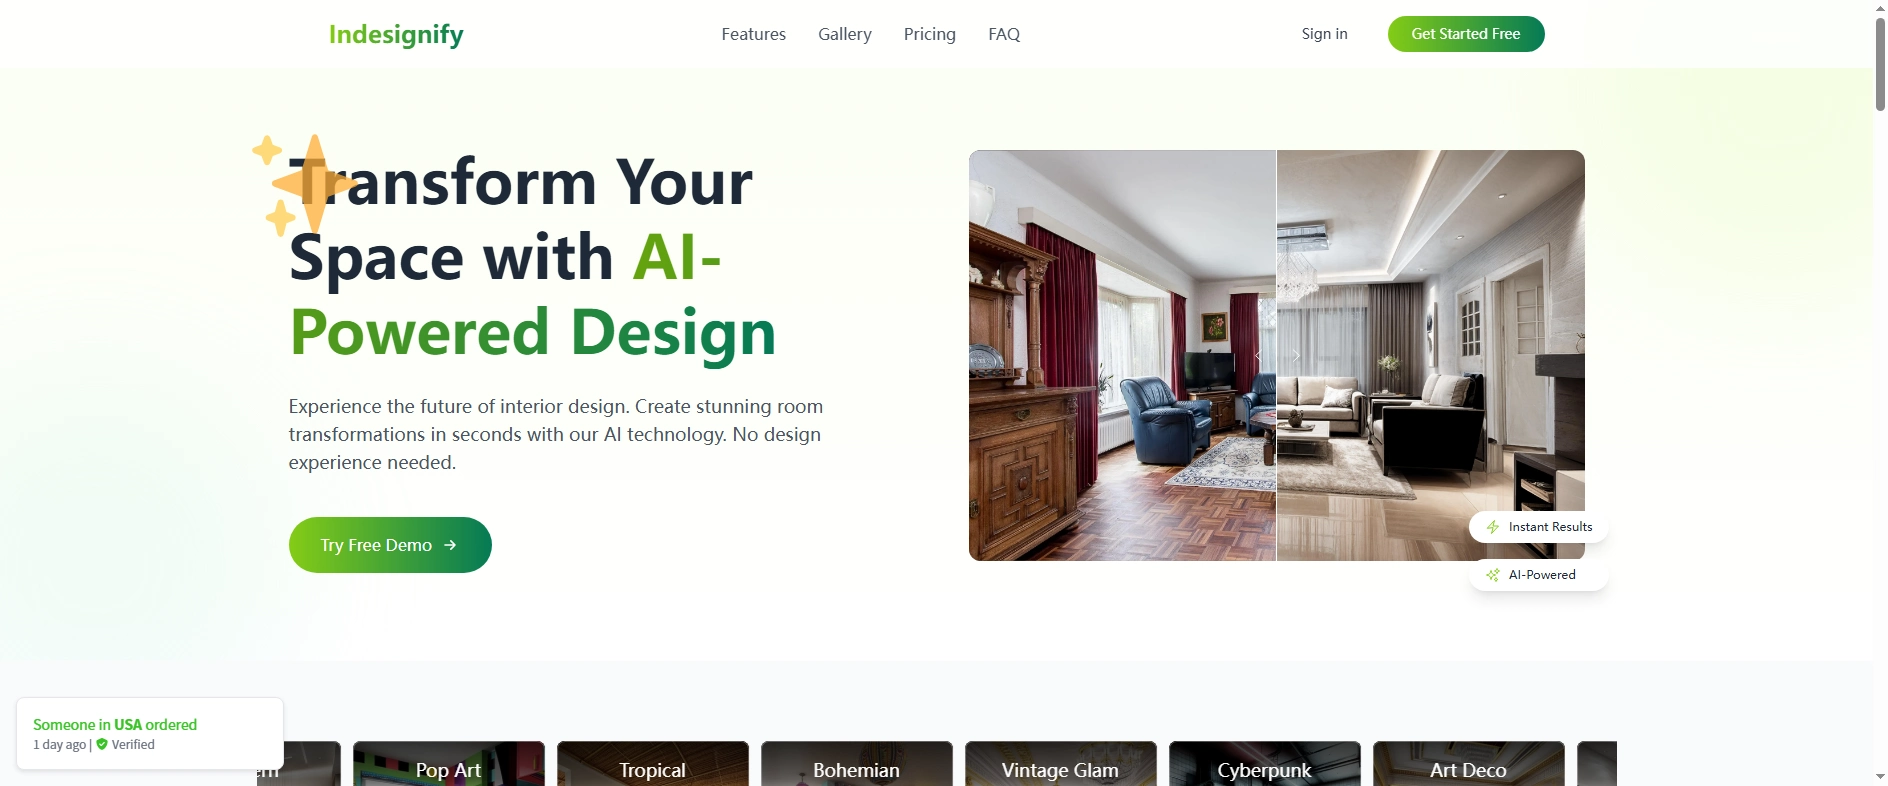 Indesignify
Features
Gallery
Pricing
FAQ
Sign in
Get Started Free
Transform Your
Space with AI-
Powered Design
Experience the future of interior design. Create stunning room
transformations in seconds with our AI technology. No design
experience needed.
Try Free Demo
Instant Results
AI-Powered
Someone in USA ordered
1 day ago | Verified
Pop Art
Tropical
Bohemian
Vintage Glam
Cyberpunk
Art Deco